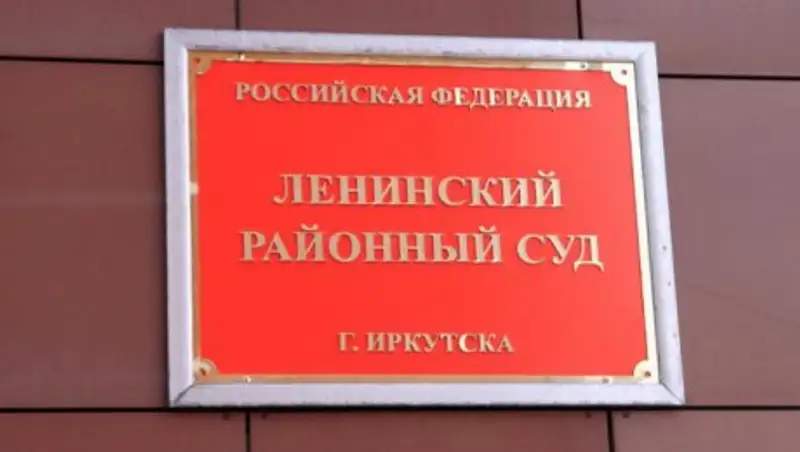 РОССИЙСКАЯ ФЕДЕРАЦИЯ
ЛЕНИНСКИЙ
РАЙОННЫЙ СУД
Г. ИРКУТСКА